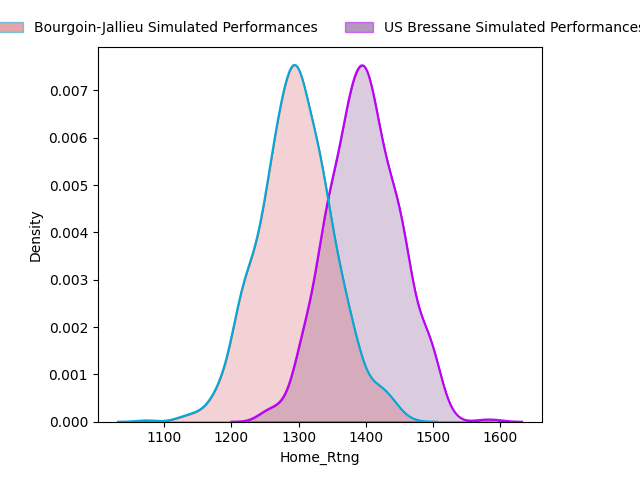 Bourgoin-Jallieu Simulated Performances
US Bressane Simulated Performances
0.007
0.006
0.005
0.004
0.003
0.002
0.001
0.000
Density
1100 1200 1300 1400 1500 1600
Home_Rtng